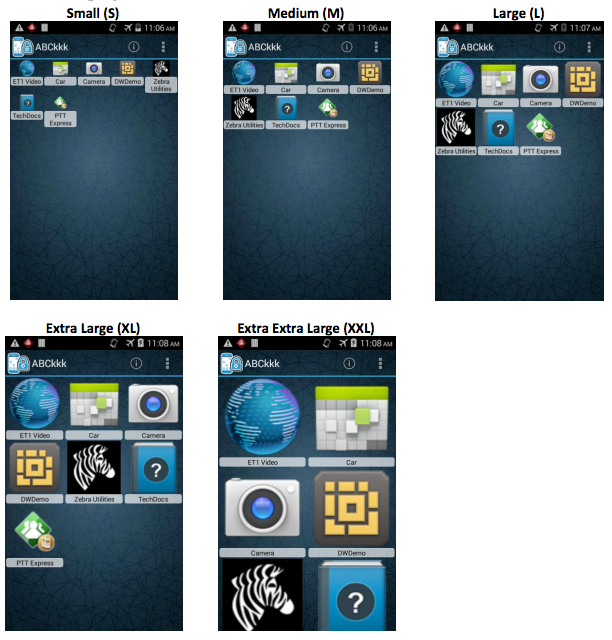 Small (S)
Medium (M)
Large (L)
11:06 AM
11:06 AM
11:07 AM
ABCkkk
ABCkkk
ABCkkk
ET1 Video
Car
Camera
DWDemo
Zebra
Utilities
TechDocs
PTT
Express
ET1 Video
Car
Camera
DWDemo
Zebra Utilities
TechDocs
PTT Express
ET1 Video
Car
Camera
DWDemo
Zebra Utilities
TechDocs
PTT Express
Extra Large (XL)
Extra Extra Large (XXL)
11:08 AM
11:08 AM
ABCkkk
ABCkkk
ET1 Video
Car
Camera
DWDemo
Zebra Utilities
TechDocs
PTT Express
ET1 Video
Car
Camera
DWDemo